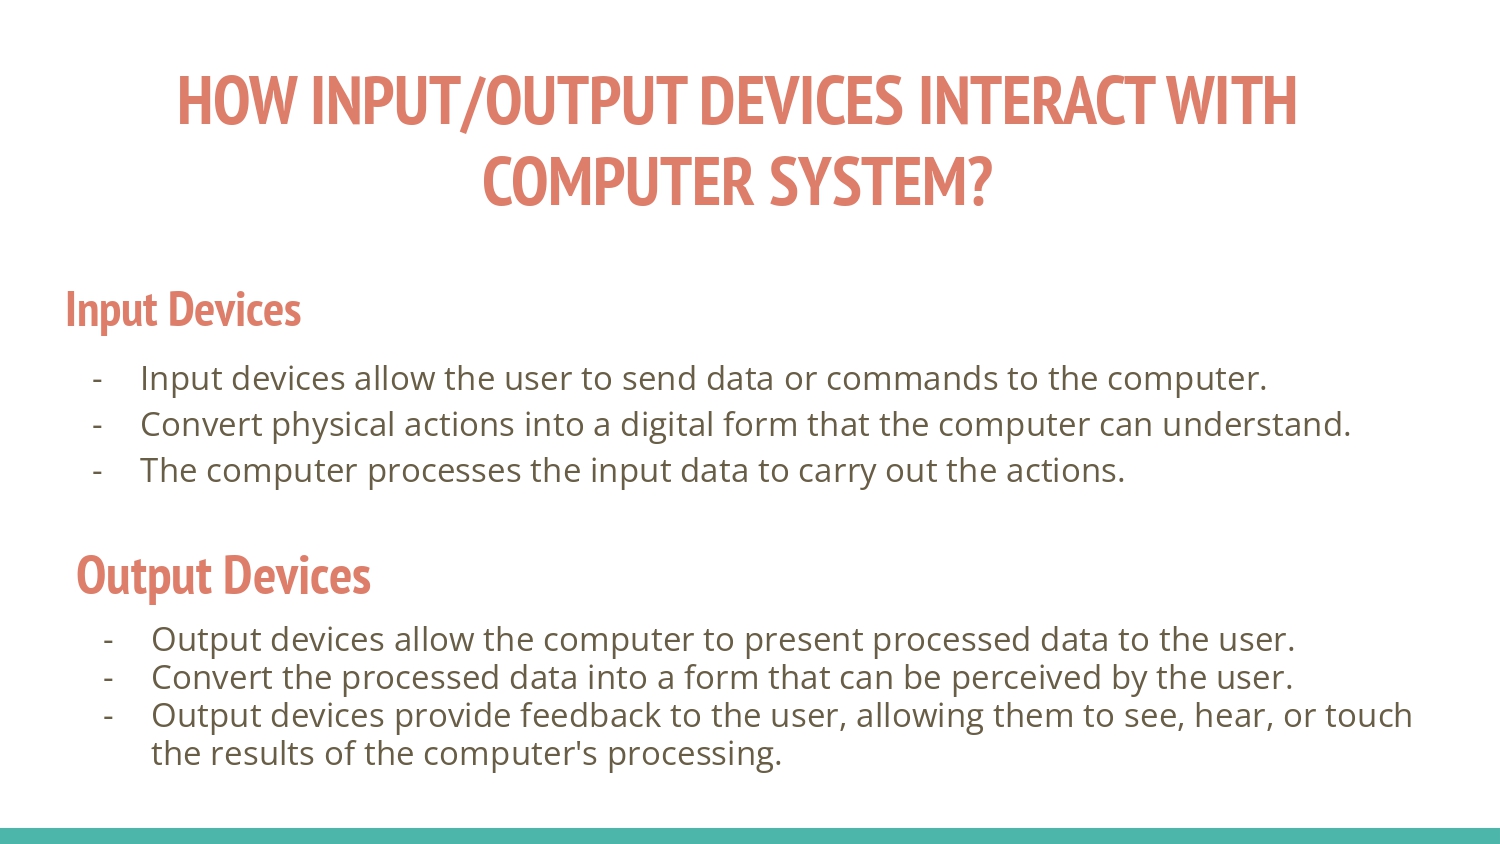 HOW INPUT/OUTPUT DEVICES INTERACT WITH
COMPUTER SYSTEM?
Input Devices
- Input devices allow the user to send data or commands to the computer.
- Convert physical actions into a digital form that the computer can understand.
- The computer processes the input data to carry out the actions.
Output Devices
- Output devices allow the computer to present processed data to the user.
- Convert the processed data into a form that can be perceived by the user.
- Output devices provide feedback to the user, allowing them to see, hear, or touch
the results of the computer's processing.